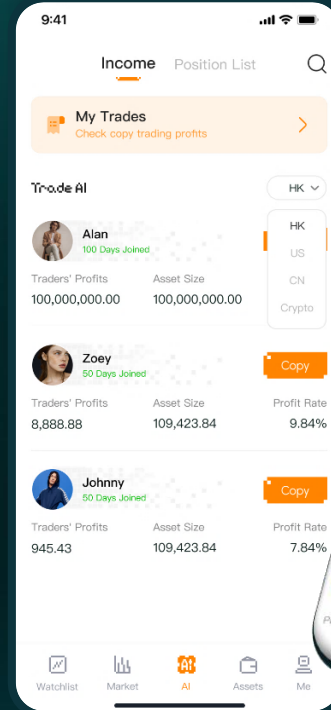 9:41
Income Position List
My Trades
Check copy trading profits
Trade AI
HK
HK
US
CN
Crypto
Alan
100 Days Joined
Traders' Profits Asset Size
100,000,000.00 100,000,000.00
Zoey
50 Days Joined
Copy
Traders' Profits Asset Size Profit Rate
8,888.88 109,423.84 9.84%
Johnny
50 Days Joined
Copy
Traders' Profits Asset Size Profit Rate
945.43 109,423.84 7.84%
AI
Watchlist Market AI Assets Me